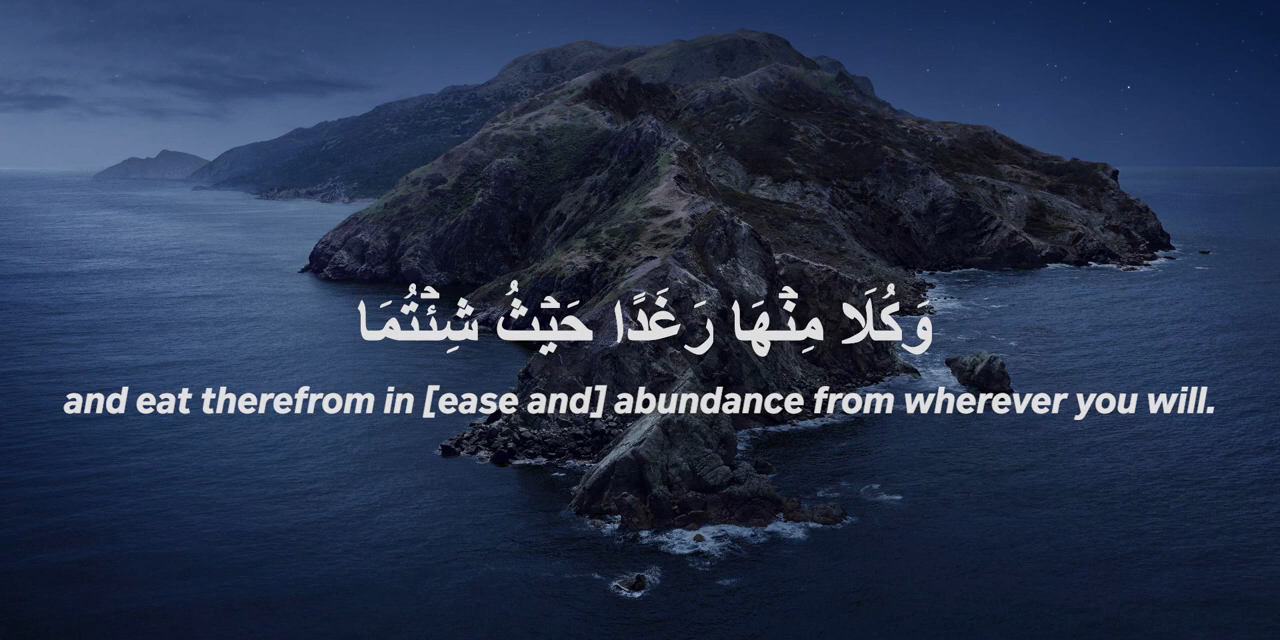 وَكُلَا مِنۡهَا رَغَدًا حَيۡثُ شِئۡتُمَا
and eat therefrom in [ease and] abundance from wherever you will.